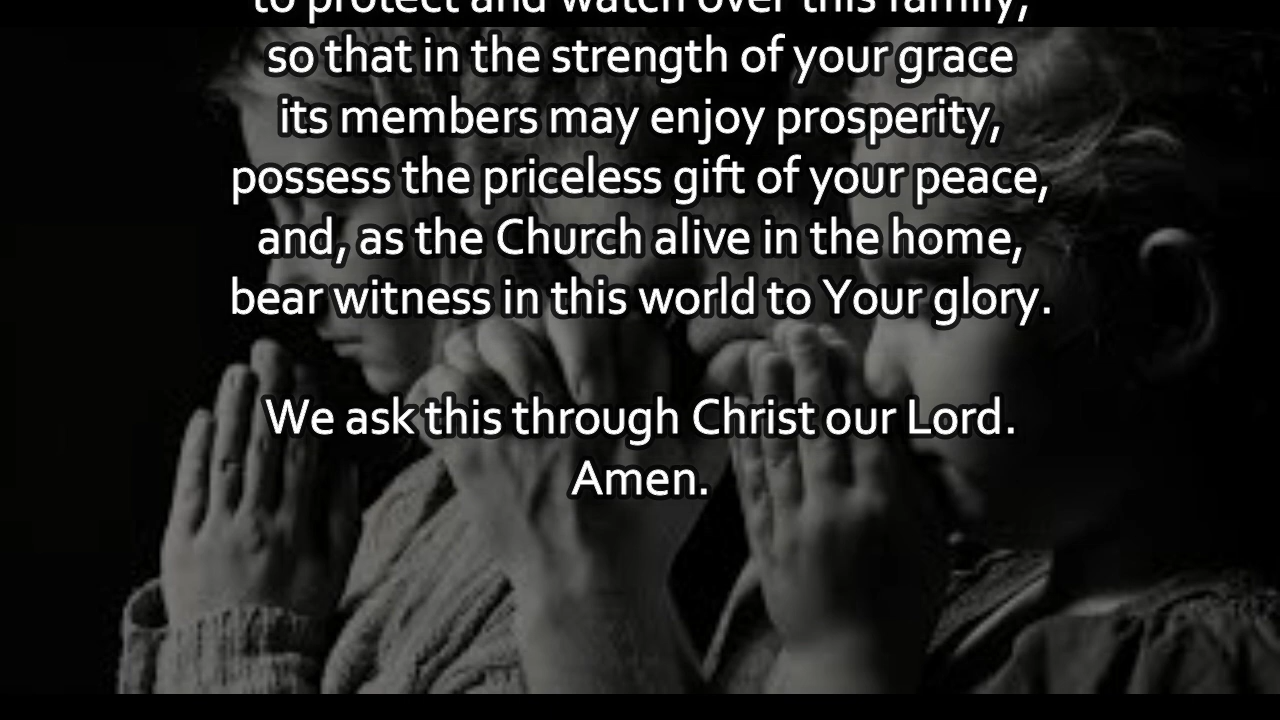 to protect and watch over this family,
so that in the strength of your grace
its members may enjoy prosperity,
possess the priceless gift of your peace,
and, as the Church alive in the home,
bear witness in this world to Your glory.
We ask this through Christ our Lord.
Amen.